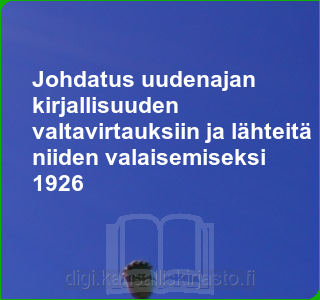 Johdatus uudenajan
kirjallisuuden
valtavirtauksiin ja lähteitä
niiden valaisemiseksi
1926
digi.kansalliskirjasto.fi